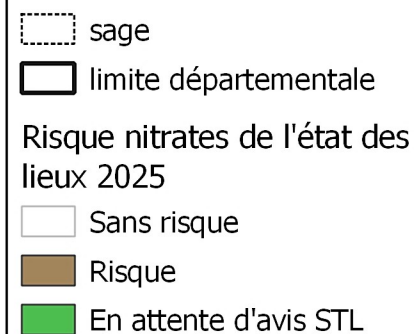 sage
limite départementale
Risque nitrates de l'état des
lieux 2025
Sans risque
Risque
En attente d'avis STL